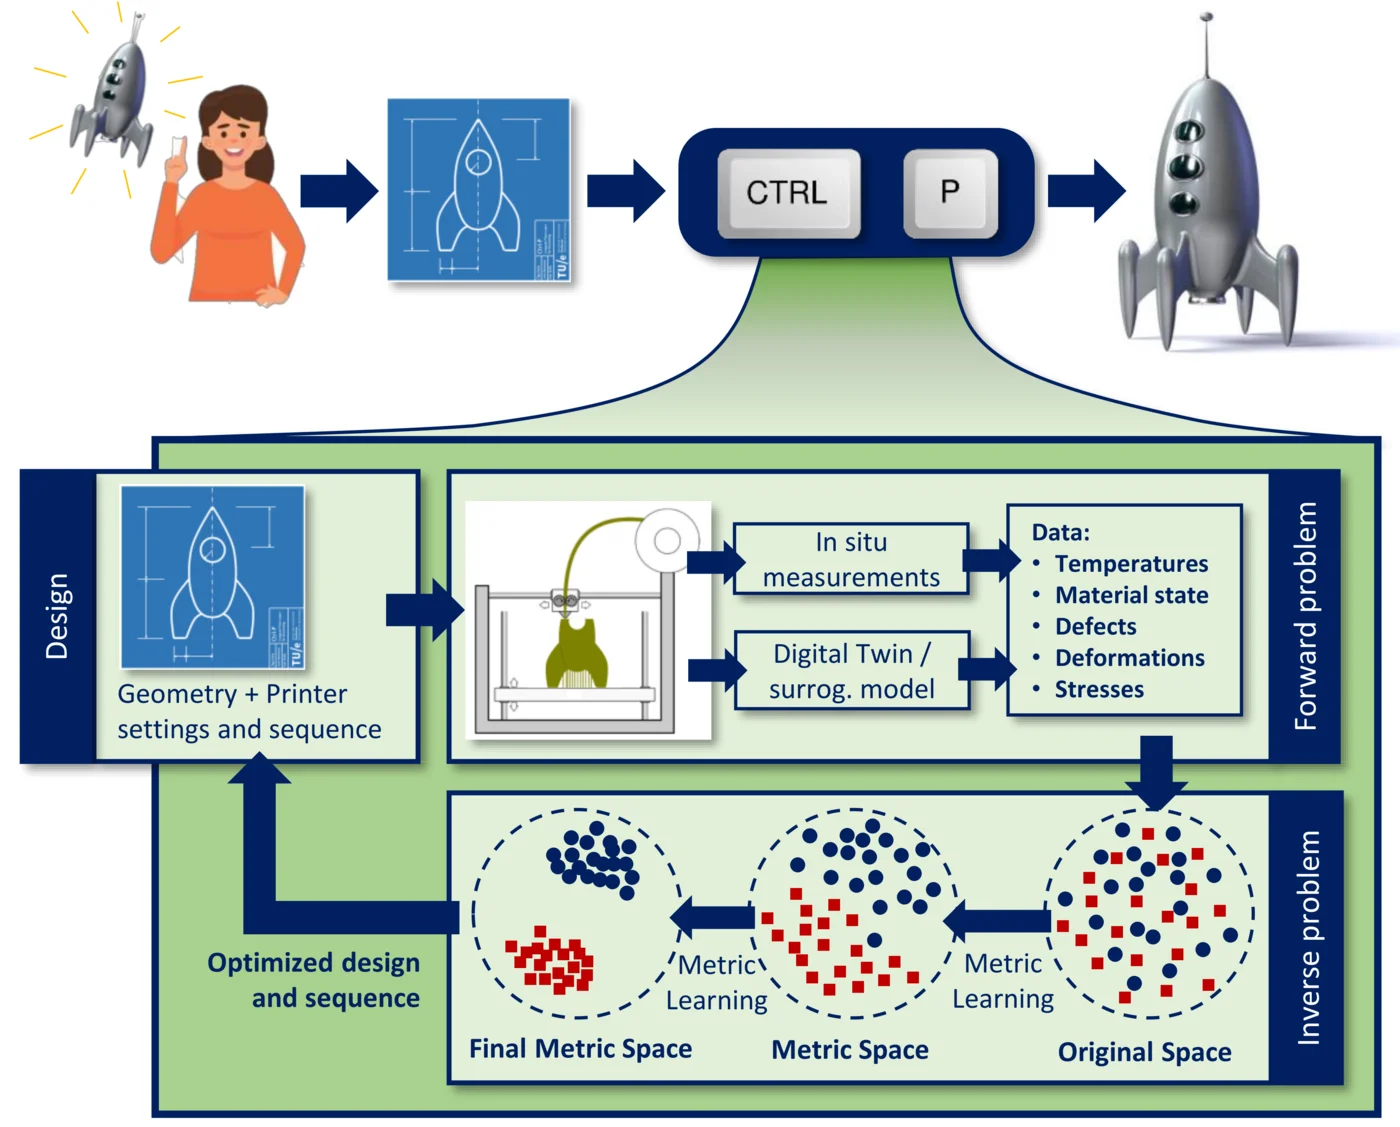 TU/e
CTRL
P
Design
TU/e
Geometry + Printer
settings and sequence
In situ
measurements
Digital Twin /
surrog. model
Data:
• Temperatures
• Material state
• Defects
• Deformations
• Stresses
Forward problem
Inverse problem
Metric
Learning
Metric
Learning
Final Metric Space
Metric Space
Original Space
Optimized design
and sequence